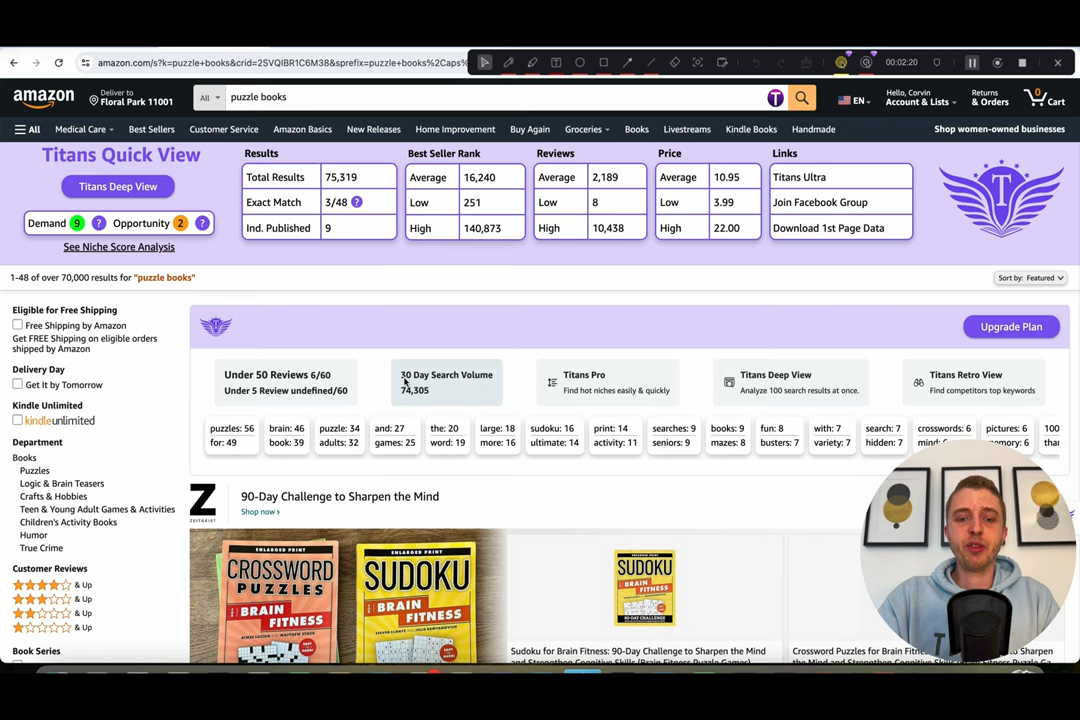 amazon.com/s?k=puzzle+books&crid=2SVQIBR1C6M38&sprefix=puzzle+books%2Caps%
00:02:20
amazon
Deliver to
Floral Park 11001
All
puzzle books
T
EN
Hello, Corvin
Account & Lists
Returns
& Orders
0
Cart
All
Medical Care
Best Sellers
Customer Service
Amazon Basics
New Releases
Home Improvement
Buy Again
Groceries
Books
Livestreams
Kindle Books
Handmade
Shop women-owned businesses
Titans Quick View
Titans Deep View
Demand 9 ? Opportunity 2 ?
See Niche Score Analysis
Results
Total Results 75,319
Exact Match 3/48 ?
Ind. Published 9
Best Seller Rank
Average 16,240
Low 251
High 140,873
Reviews
Average 2,189
Low 8
High 10,438
Price
Average 10.95
Low 3.99
High 22.00
Links
Titans Ultra
Join Facebook Group
Download 1st Page Data
T
1-48 of over 70,000 results for "puzzle books"
Sort by: Featured
Eligible for Free Shipping
Free Shipping by Amazon
Get FREE Shipping on eligible orders
shipped by Amazon
Delivery Day
Get It by Tomorrow
Kindle Unlimited
kindleunlimited
Department
Books
Puzzles
Logic & Brain Teasers
Crafts & Hobbies
Teen & Young Adult Games & Activities
Children's Activity Books
Humor
True Crime
Customer Reviews
& Up
& Up
& Up
& Up
Book Series
Upgrade Plan
Under 50 Reviews 6/60
Under 5 Review undefined/60
30 Day Search Volume
74,305
Titans Pro
Find hot niches easily & quickly
Titans Deep View
Analyze 100 search results at once.
Titans Retro View
Find competitors top keywords
puzzles: 56
for: 49
brain: 46
book: 39
puzzle: 34
adults: 32
and: 27
games: 25
the: 20
word: 19
large: 18
more: 16
sudoku: 16
ultimate: 14
print: 14
activity: 11
searches: 9
seniors: 9
books: 9
mazes: 8
fun: 8
busters: 7
with: 7
variety: 7
search: 7
hidden: 7
crosswords: 6
pictures: 6
100
Z
ZEITGEIST
90-Day Challenge to Sharpen the Mind
Shop now
ENLARGED PRINT
CROSSWORD
PUZZLES
FOR
BRAIN
FITNESS
ENLARGED PRINT
SUDOKU
FOR
BRAIN
FITNESS
SUDOKU
BRAIN FITNESS
Sudoku for Brain Fitness: 90-Day Challenge to Sharpen the Mind
and Strengthen Cognitive Skills (Brain Fitness Puzzle Games)